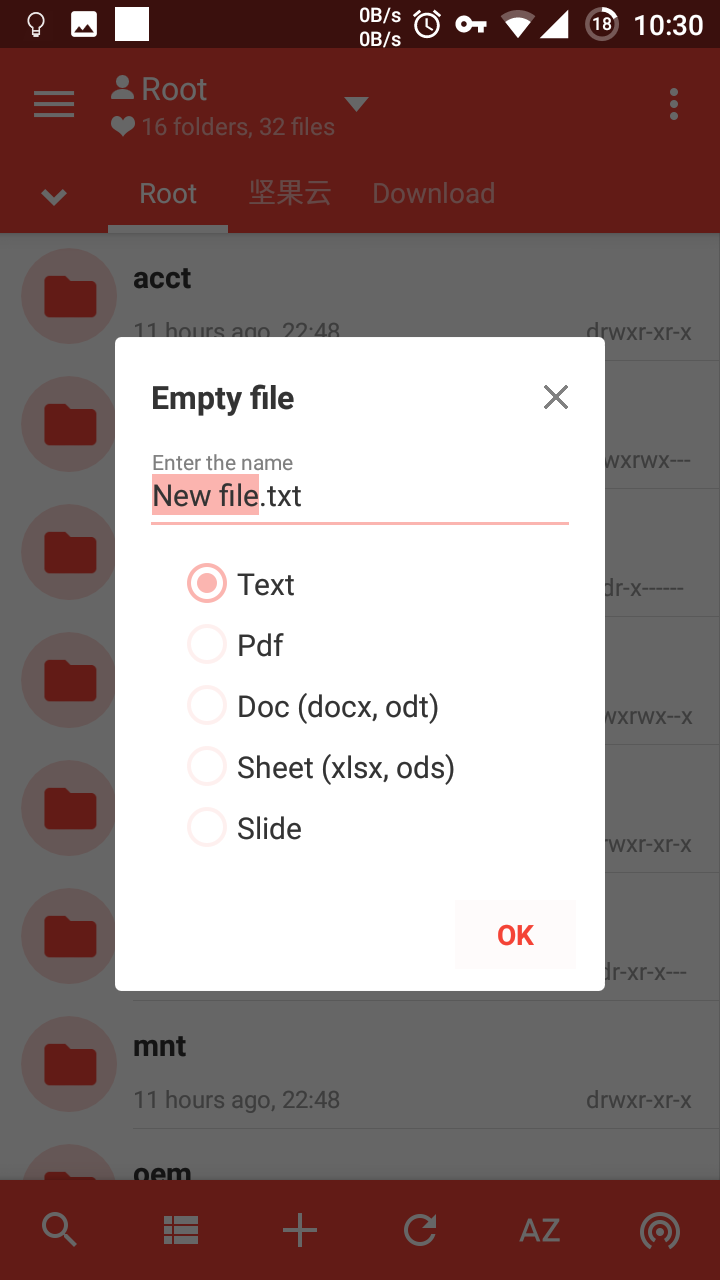 0B/s
0B/s
18
10:30
Root
16 folders, 32 files
Root
坚果云
Download
acct
11 hours ago, 22:48
drwxr-xr-x
Empty file
Enter the name
New file.txt
wxrwx---
Text
dr-x------
Pdf
Doc (docx, odt)
wxrwx--x
Sheet (xlsx, ods)
Slide
rwxr-xr-x
OK
dr-xr-x---
mnt
11 hours ago, 22:48
drwxr-xr-x
oem
AZ